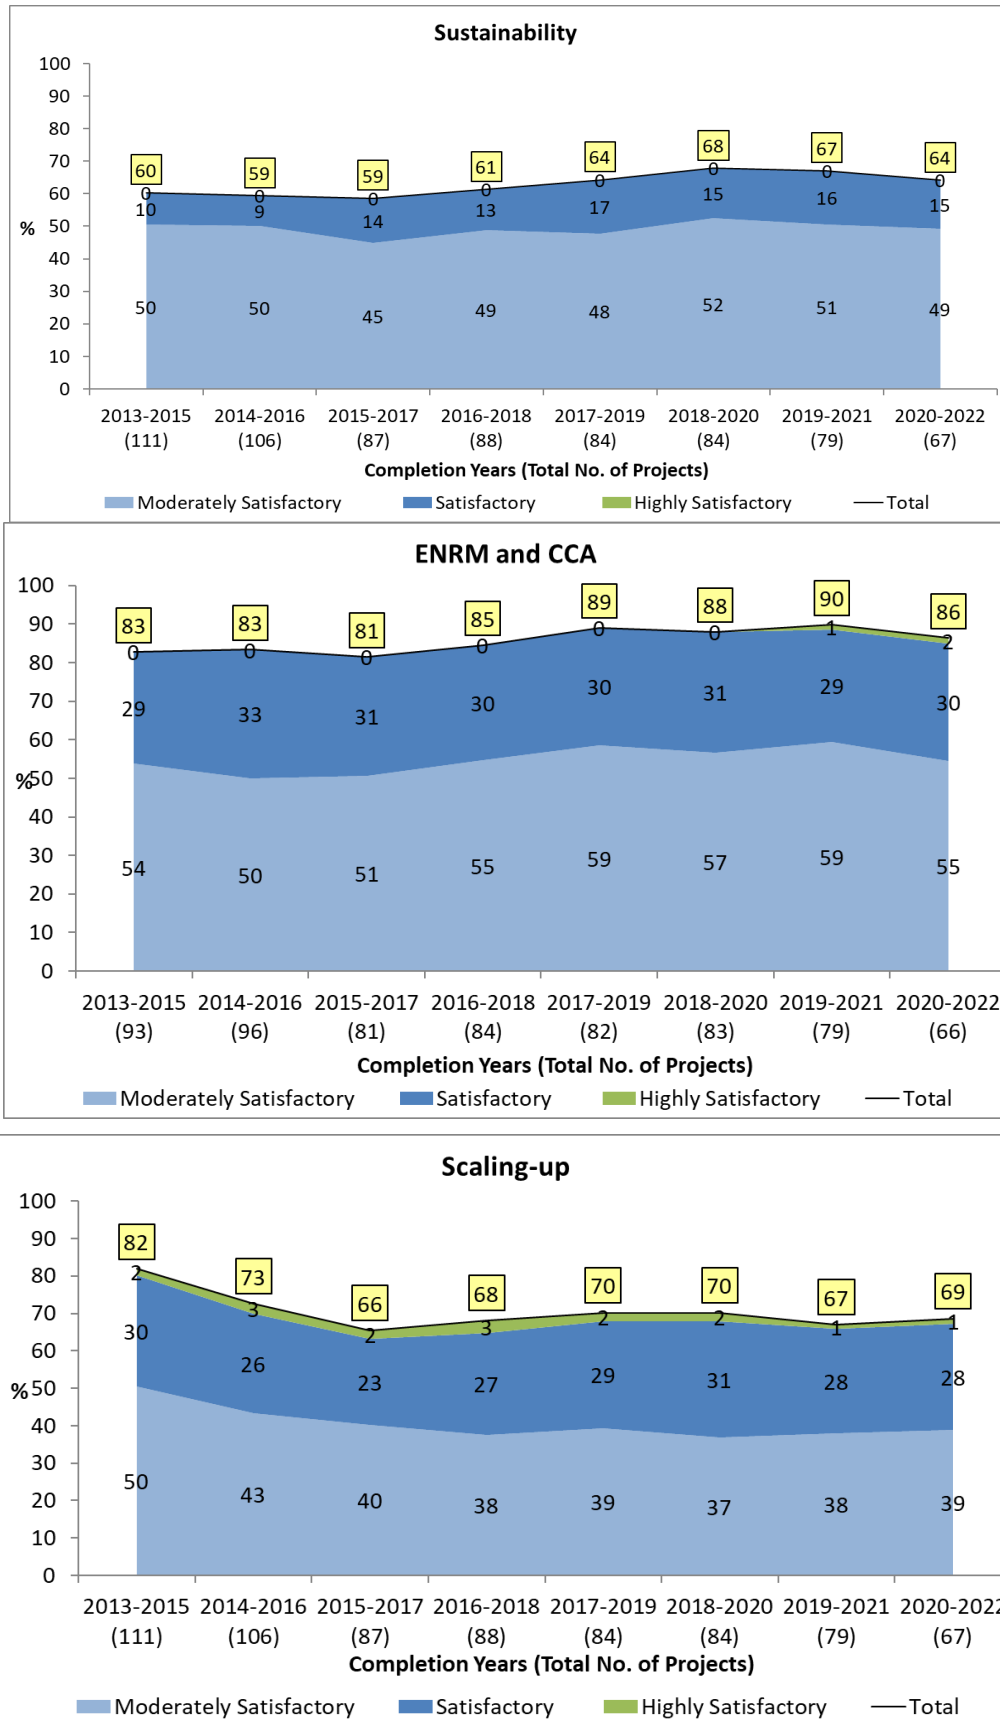 Sustainability
100
90
80
70
60
50
40
30
20
10
0
%
60 59 59 61 64 68 67 64
0 0 0 0 0 0 0 0
10 9 14 13 17 15 16 15
50 50 45 49 48 52 51 49
2013-2015 2014-2016 2015-2017 2016-2018 2017-2019 2018-2020 2019-2021 2020-2022
(111) (106) (87) (88) (84) (84) (79) (67)
Completion Years (Total No. of Projects)
Moderately Satisfactory Satisfactory Highly Satisfactory Total
ENRM and CCA
100
90
80
70
60
50
40
30
20
10
0
%
83 83 81 85 89 88 90 86
0 0 0 0 0 0 1 2
29 33 31 30 30 31 29 30
54 50 51 55 59 57 59 55
2013-2015 2014-2016 2015-2017 2016-2018 2017-2019 2018-2020 2019-2021 2020-2022
(93) (96) (81) (84) (82) (83) (79) (66)
Completion Years (Total No. of Projects)
Moderately Satisfactory Satisfactory Highly Satisfactory Total
Scaling-up
100
90
80
70
60
50
40
30
20
10
0
%
82 73 66 68 70 70 67 69
2 3 2 3 2 2 1 1
30 26 23 27 29 31 28 28
50 43 40 38 39 37 38 39
2013-2015 2014-2016 2015-2017 2016-2018 2017-2019 2018-2020 2019-2021 2020-2022
(111) (106) (87) (88) (84) (84) (79) (67)
Completion Years (Total No. of Projects)
Moderately Satisfactory Satisfactory Highly Satisfactory Total